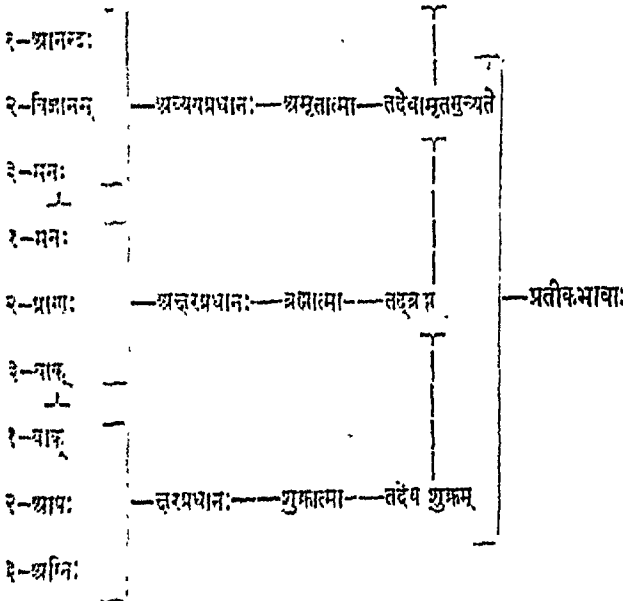 १—आनन्दः
२—विज्ञानम् —अव्ययप्रधानः—अमृतात्मा—तदेवामृतमुच्यते
३—मनः
१—मनः
२—प्राणः —अक्षरप्रधानः—ब्रह्मात्मा—तद्ब्रह्म —प्रतीकभावाः
३—वाक्
१—वाक्
२—आपः —क्षरप्रधानः—शुक्रात्मा—तदेव शुक्रम्
३—अग्निः